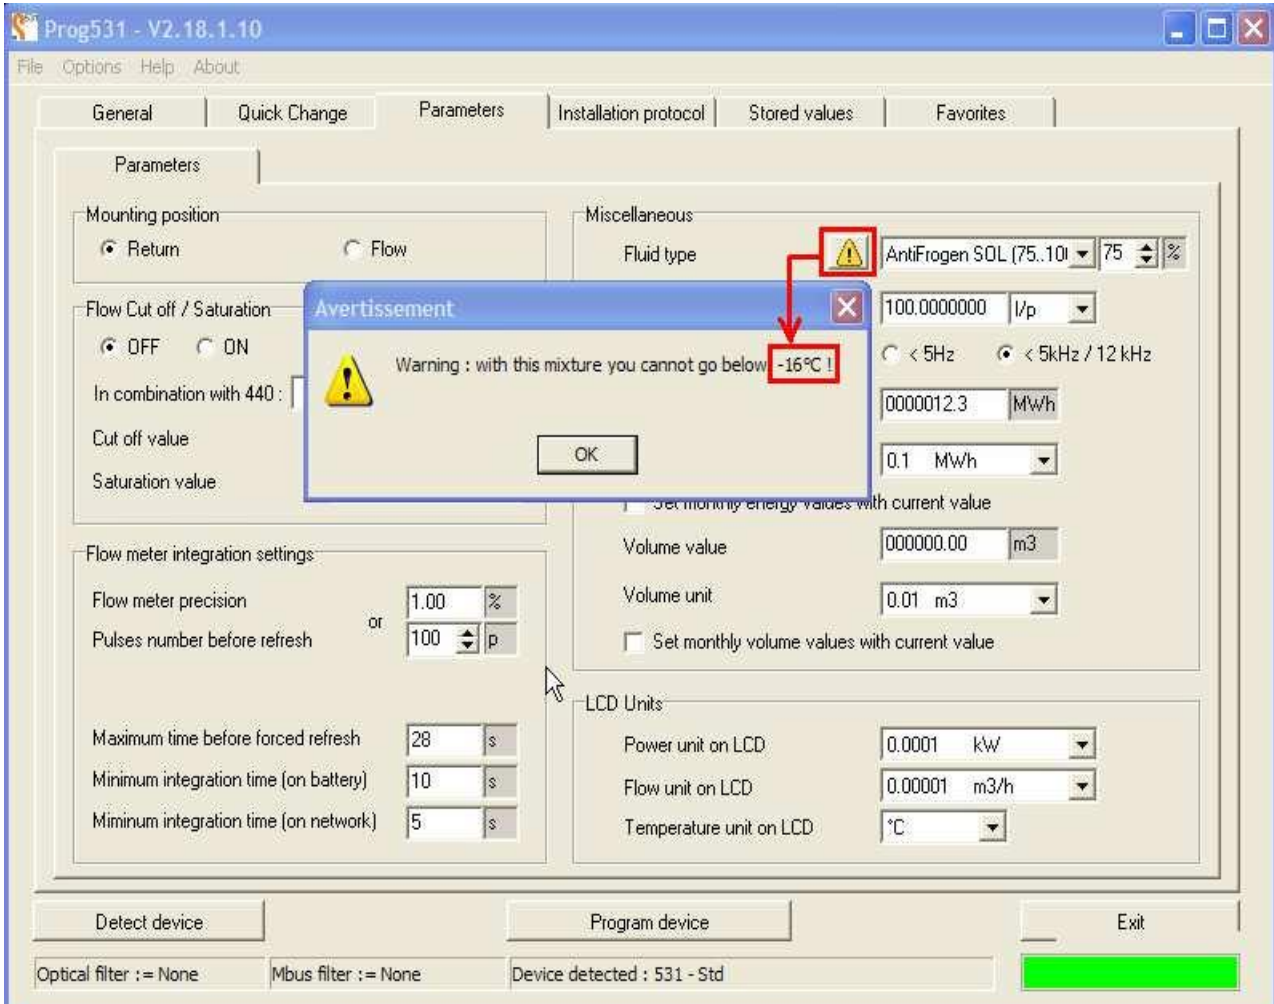 Prog531 - V2.18.1.10
File Options Help About
General Quick Change Parameters Installation protocol Stored values Favorites
Parameters
Mounting position
Return Flow
Flow Cut off / Saturation
OFF ON
In combination with 440 :
Cut off value
Saturation value
Avertissement
Warning : with this mixture you cannot go below -16°C !
OK
Flow meter integration settings
Flow meter precision 1.00 %
or
Pulses number before refresh 100 p
Maximum time before forced refresh 28 s
Minimum integration time (on battery) 10 s
Miminum integration time (on network) 5 s
Miscellaneous
Fluid type AntiFrogen SOL (75..10 75 %
100.0000000 l/p
< 5Hz < 5kHz / 12 kHz
0000012.3 MWh
0.1 MWh
Set monthly energy values with current value
Volume value 000000.00 m3
Volume unit 0.01 m3
Set monthly volume values with current value
LCD Units
Power unit on LCD 0.0001 kW
Flow unit on LCD 0.00001 m3/h
Temperature unit on LCD °C
Detect device Program device Exit
Optical filter := None Mbus filter := None Device detected : 531 - Std